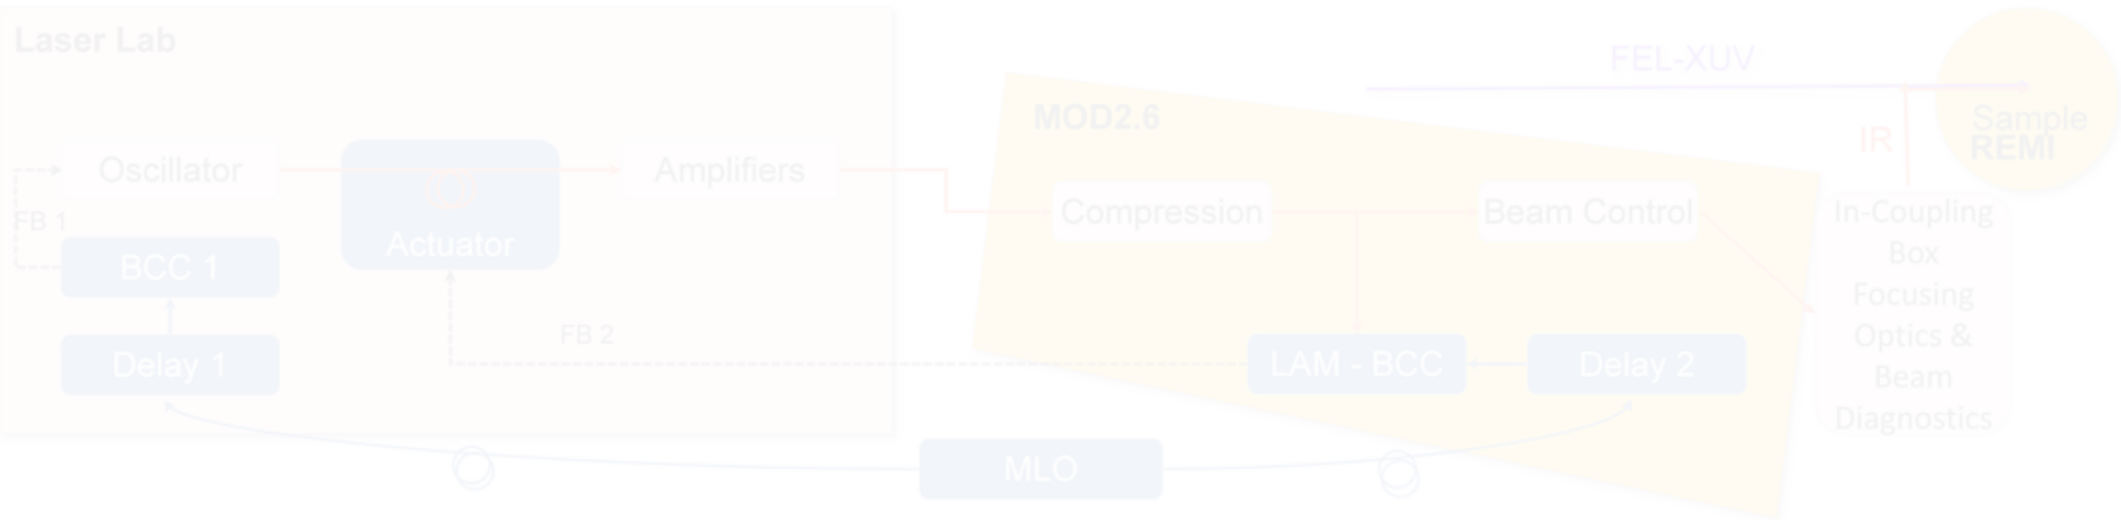 Laser Lab
FEL-XUV
MOD2.6
Sample
REMI
IR
Oscillator
Actuator
Amplifiers
FB 1
BCC 1
Delay 1
FB 2
Compression
Beam Control
LAM - BCC
Delay 2
In-Coupling
Box
Focusing
Optics &
Beam
Diagnostics
MLO